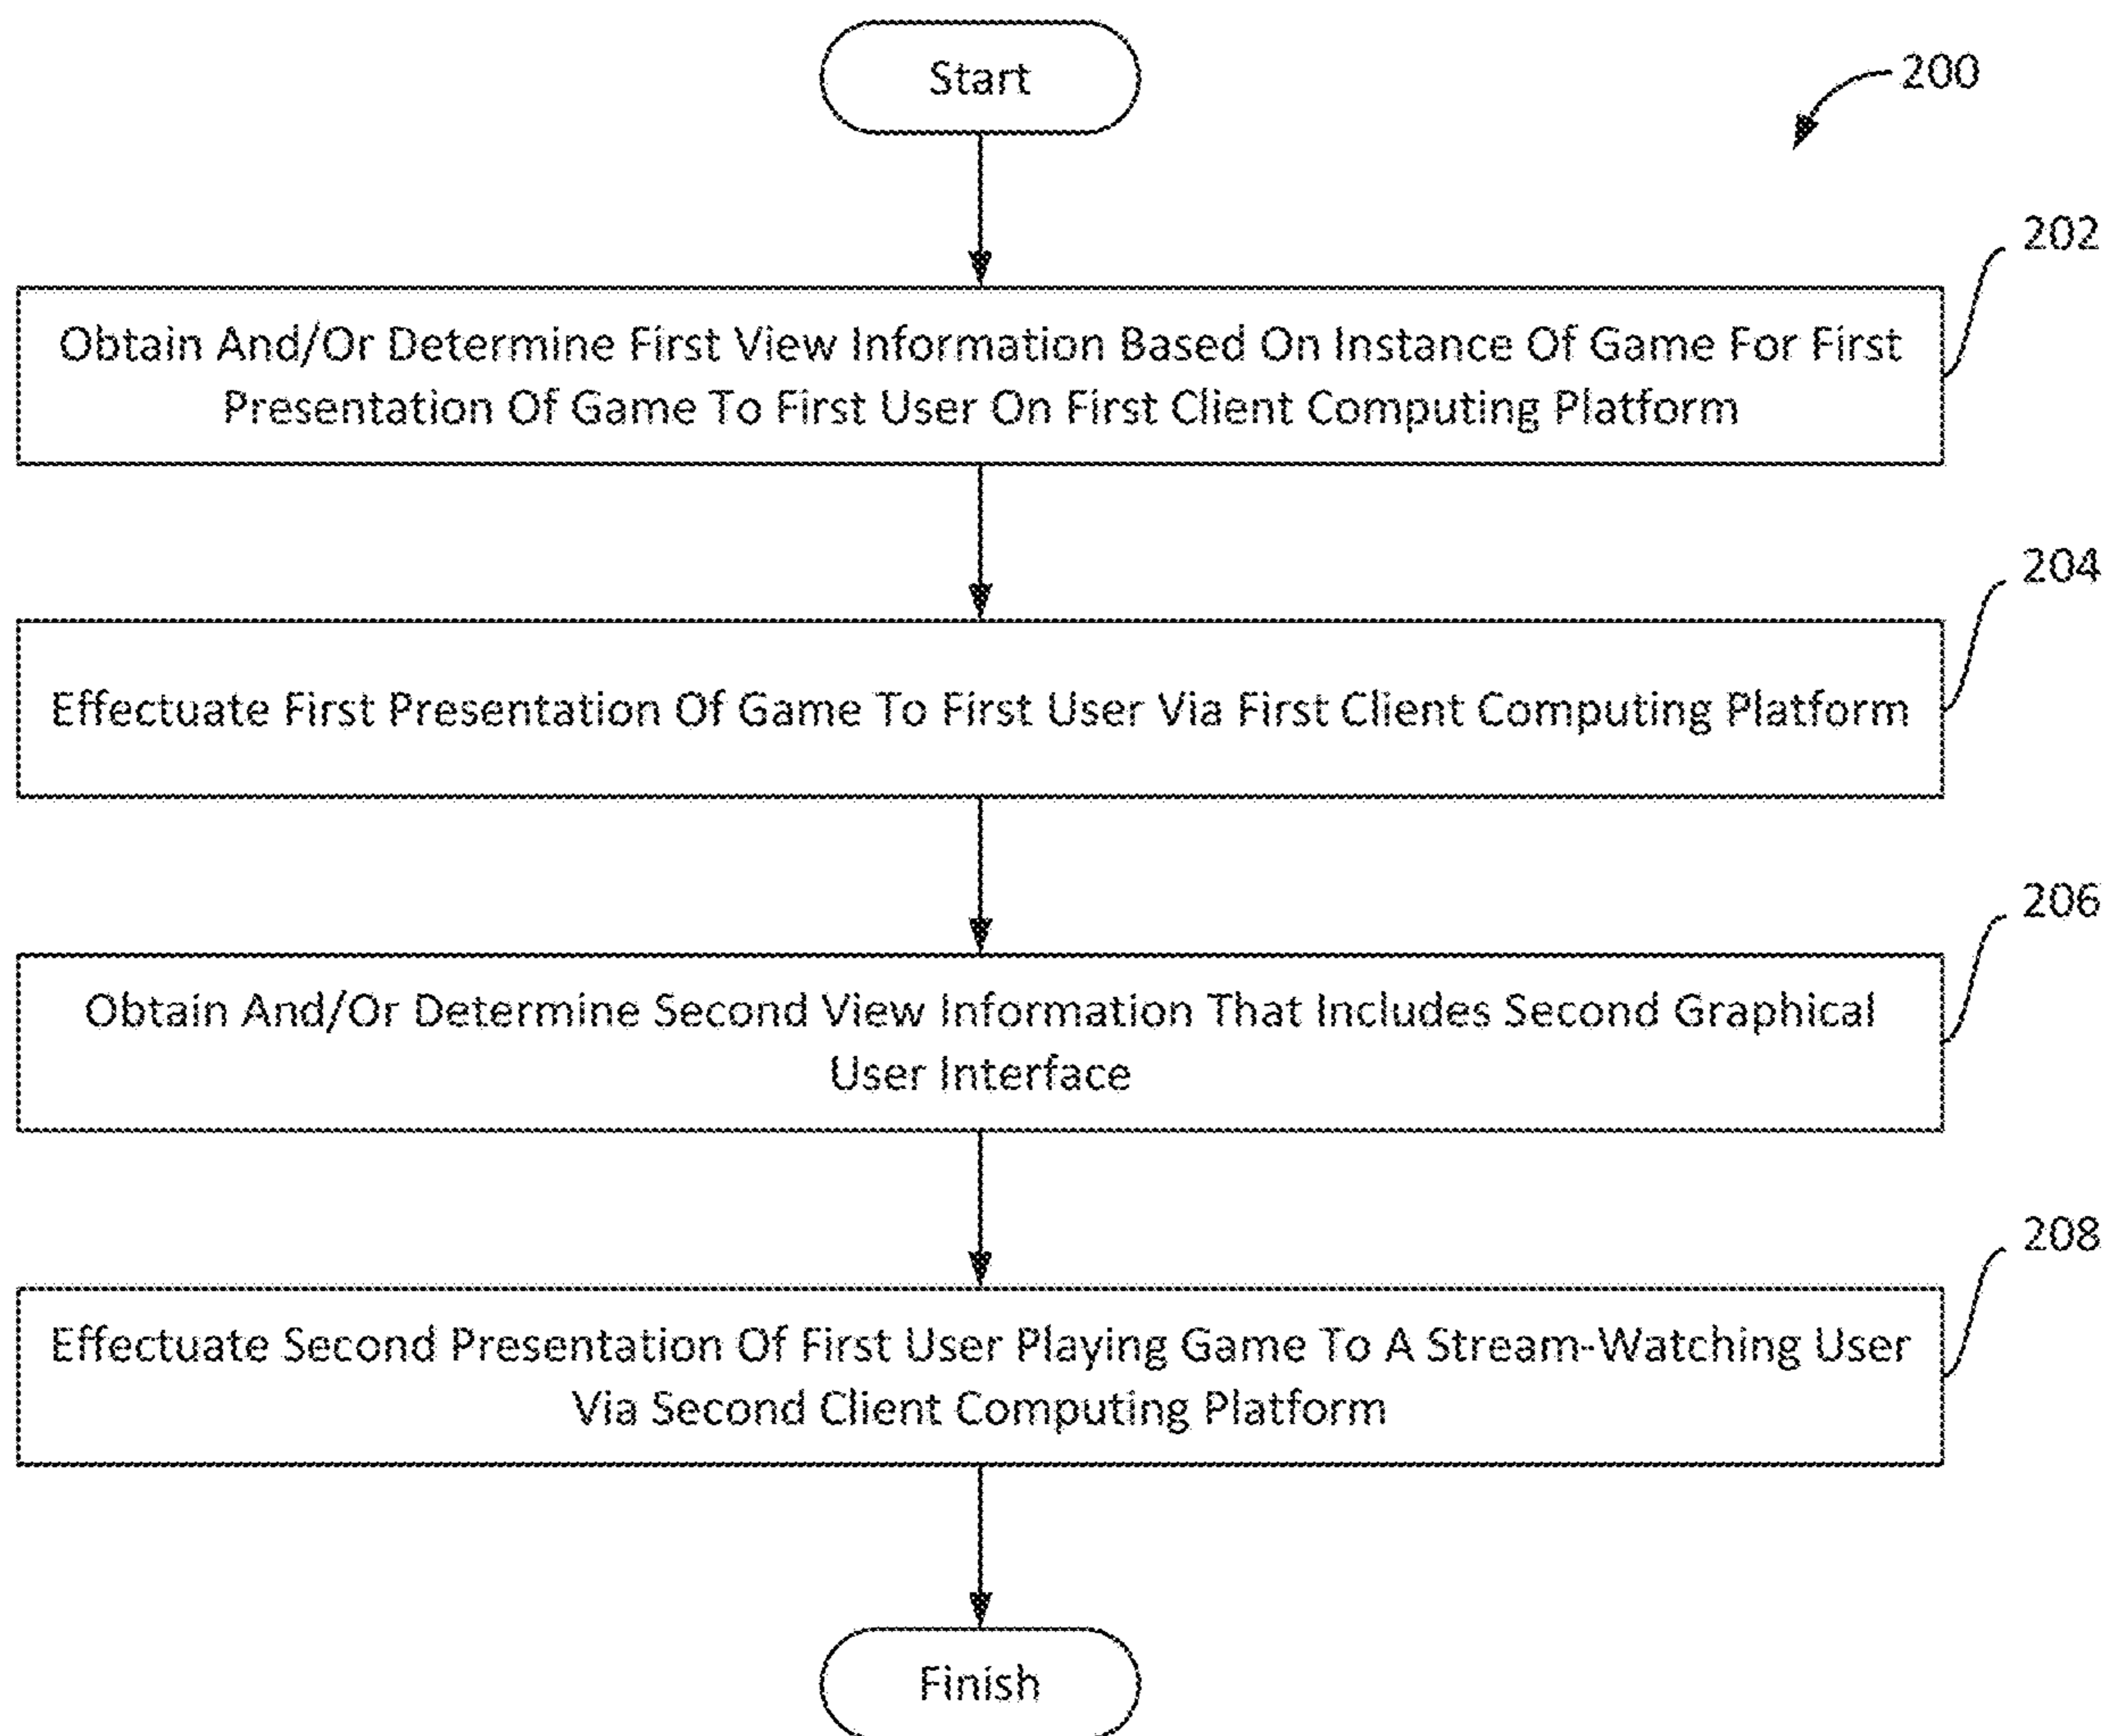 Start
200
202
Obtain And/Or Determine First View Information Based On Instance Of Game For First
Presentation Of Game To First User On First Client Computing Platform
204
Effectuate First Presentation Of Game To First User Via First Client Computing Platform
206
Obtain And/Or Determine Second View Information That Includes Second Graphical
User Interface
208
Effectuate Second Presentation Of First User Playing Game To A Stream-Watching User
Via Second Client Computing Platform
Finish